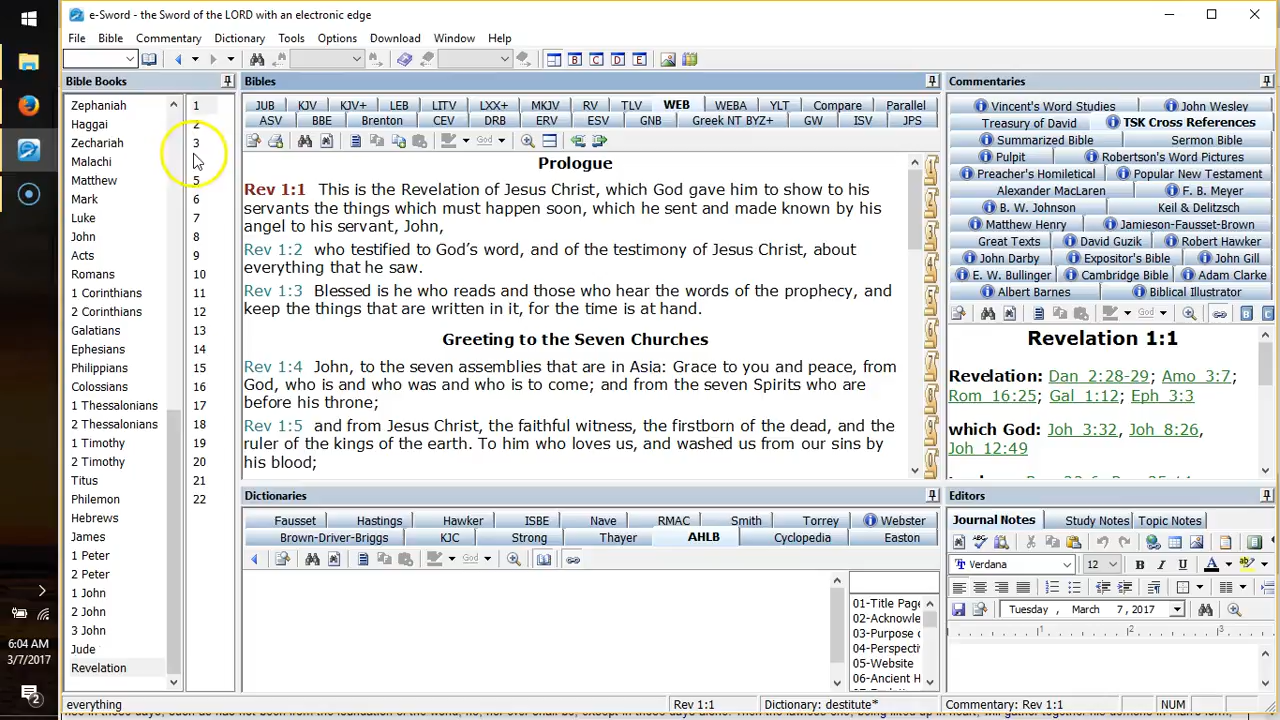 e-Sword - the Sword of the LORD with an electronic edge
File Bible Commentary Dictionary Tools Options Download Window Help
B C D E
Bible Books
Zephaniah
Haggai
Zechariah
Malachi
Matthew
Mark
Luke
John
Acts
Romans
1 Corinthians
2 Corinthians
Galatians
Ephesians
Philippians
Colossians
1 Thessalonians
2 Thessalonians
1 Timothy
2 Timothy
Titus
Philemon
Hebrews
James
1 Peter
2 Peter
1 John
2 John
3 John
Jude
Revelation
1
2
3
5
6
7
8
9
10
11
12
13
14
15
16
17
18
19
20
21
22
Bibles
JUB KJV KJV+ LEB LITV LXX+ MKJV RV TLV WEB WEBA YLT Compare Parallel
ASV BBE Brenton CEV DRB ERV ESV GNB Greek NT BYZ+ GW ISV JPS
God
Prologue
Rev 1:1 This is the Revelation of Jesus Christ, which God gave him to show to his
servants the things which must happen soon, which he sent and made known by his
angel to his servant, John,
Rev 1:2 who testified to God's word, and of the testimony of Jesus Christ, about
everything that he saw.
Rev 1:3 Blessed is he who reads and those who hear the words of the prophecy, and
keep the things that are written in it, for the time is at hand.
Greeting to the Seven Churches
Rev 1:4 John, to the seven assemblies that are in Asia: Grace to you and peace, from
God, who is and who was and who is to come; and from the seven Spirits who are
before his throne;
Rev 1:5 and from Jesus Christ, the faithful witness, the firstborn of the dead, and the
ruler of the kings of the earth. To him who loves us, and washed us from our sins by
his blood;
Commentaries
Vincent's Word Studies John Wesley
Treasury of David TSK Cross References
Summarized Bible Sermon Bible
Pulpit Robertson's Word Pictures
Preacher's Homiletical Popular New Testament
Alexander MacLaren F. B. Meyer
B. W. Johnson Keil & Delitzsch
Matthew Henry Jamieson-Fausset-Brown
Great Texts David Guzik Robert Hawker
John Darby Expositor's Bible John Gill
E. W. Bullinger Cambridge Bible Adam Clarke
Albert Barnes Biblical Illustrator
God B C
Revelation 1:1
Revelation: Dan 2:28-29; Amo 3:7;
Rom 16:25; Gal 1:12; Eph 3:3
which God: Joh 3:32, Joh 8:26,
Joh 12:49
Dictionaries
Fausset Hastings Hawker ISBE Nave RMAC Smith Torrey Webster
Brown-Driver-Briggs KJC Strong Thayer AHLB Cyclopedia Easton
God
01-Title Page
02-Acknowle
03-Purpose o
04-Perspecti
05-Website
06-Ancient H
Editors
Journal Notes Study Notes Topic Notes
Verdana 12 B I U A
Tuesday , March 7, 2017
1 2 3
6:04 AM
3/7/2017
2
everything Rev 1:1 Dictionary: destitute* Commentary: Rev 1:1 NUM